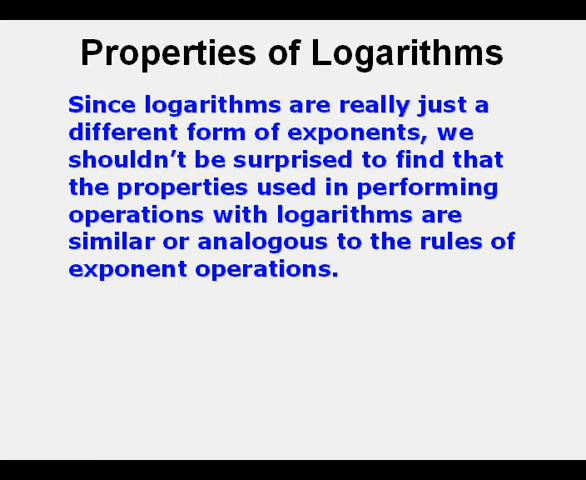 Properties of Logarithms
Since logarithms are really just a
different form of exponents, we
shouldn’t be surprised to find that
the properties used in performing
operations with logarithms are
similar or analogous to the rules of
exponent operations.